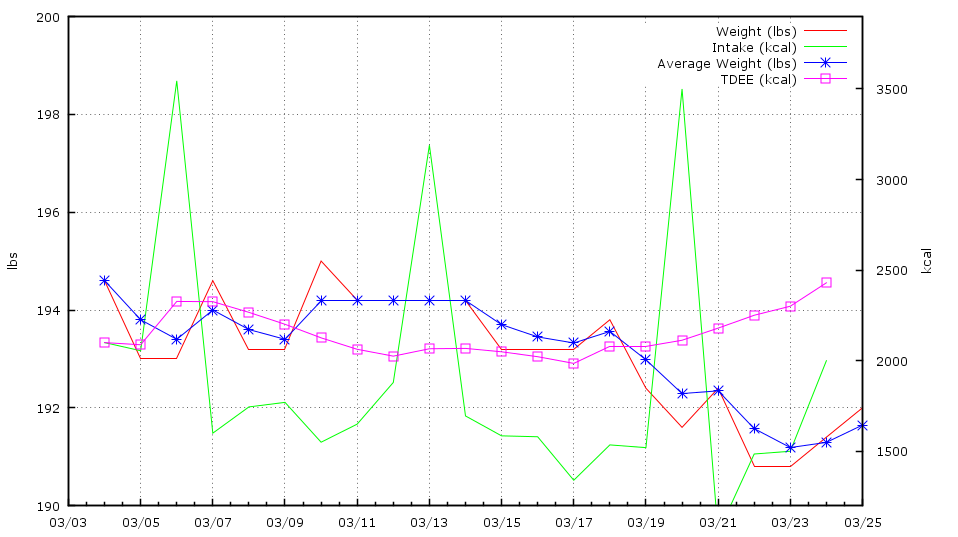 200
198
196
194
192
190
lbs
Weight (lbs)
Intake (kcal)
Average Weight (lbs)
TDEE (kcal)
3500
3000
2500
2000
1500
kcal
03/03 03/05 03/07 03/09 03/11 03/13 03/15 03/17 03/19 03/21 03/23 03/25